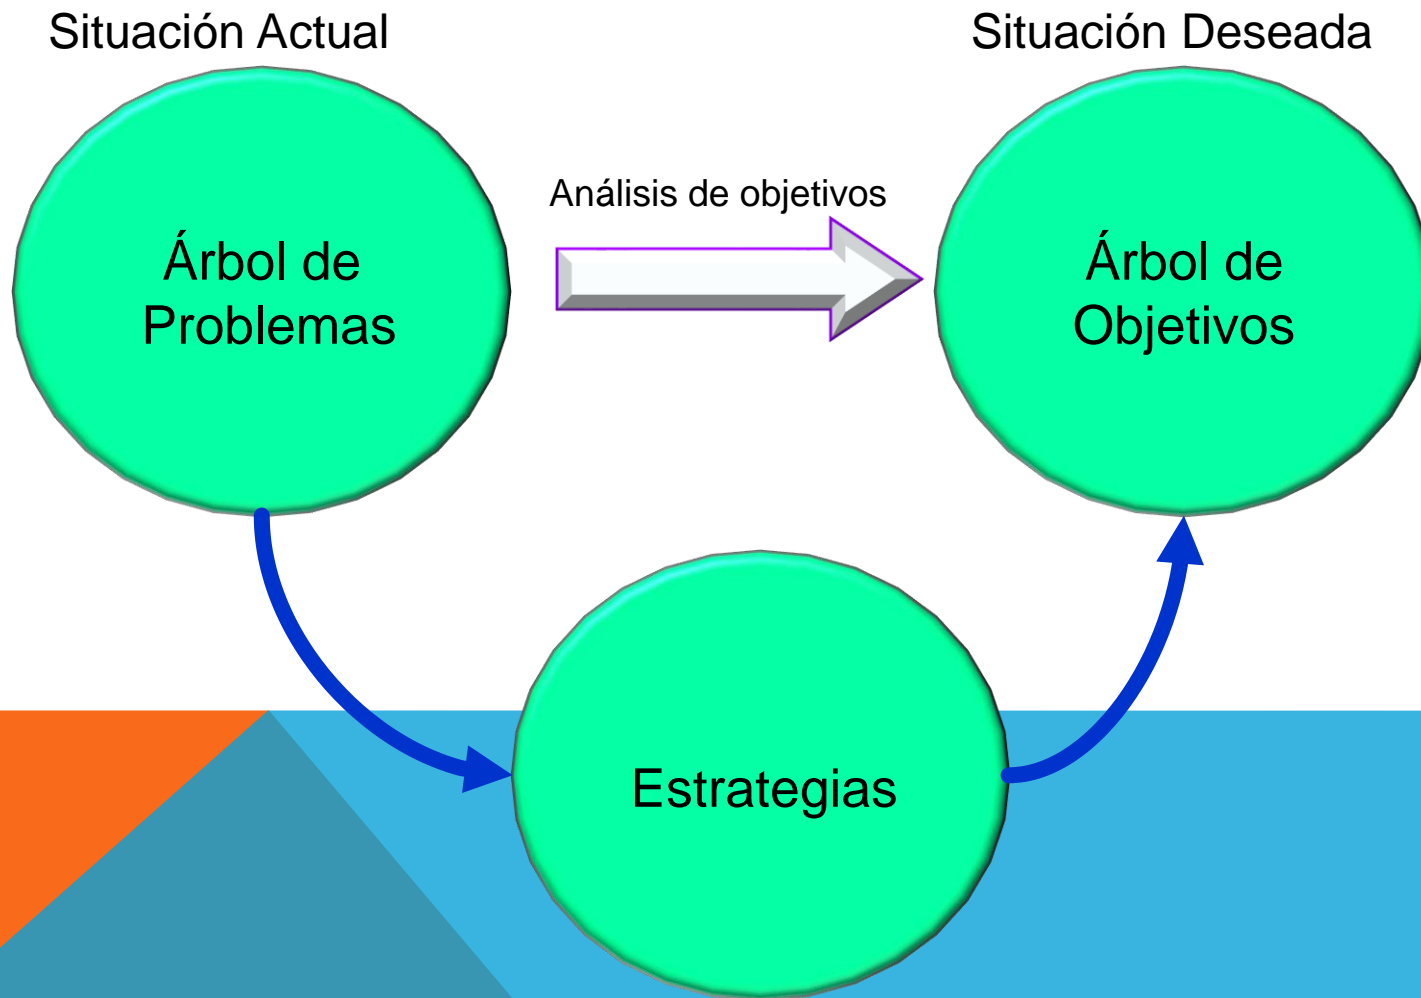 Situación Actual
Situación Deseada
Análisis de objetivos
Árbol de
Problemas
Árbol de
Objetivos
Estrategias